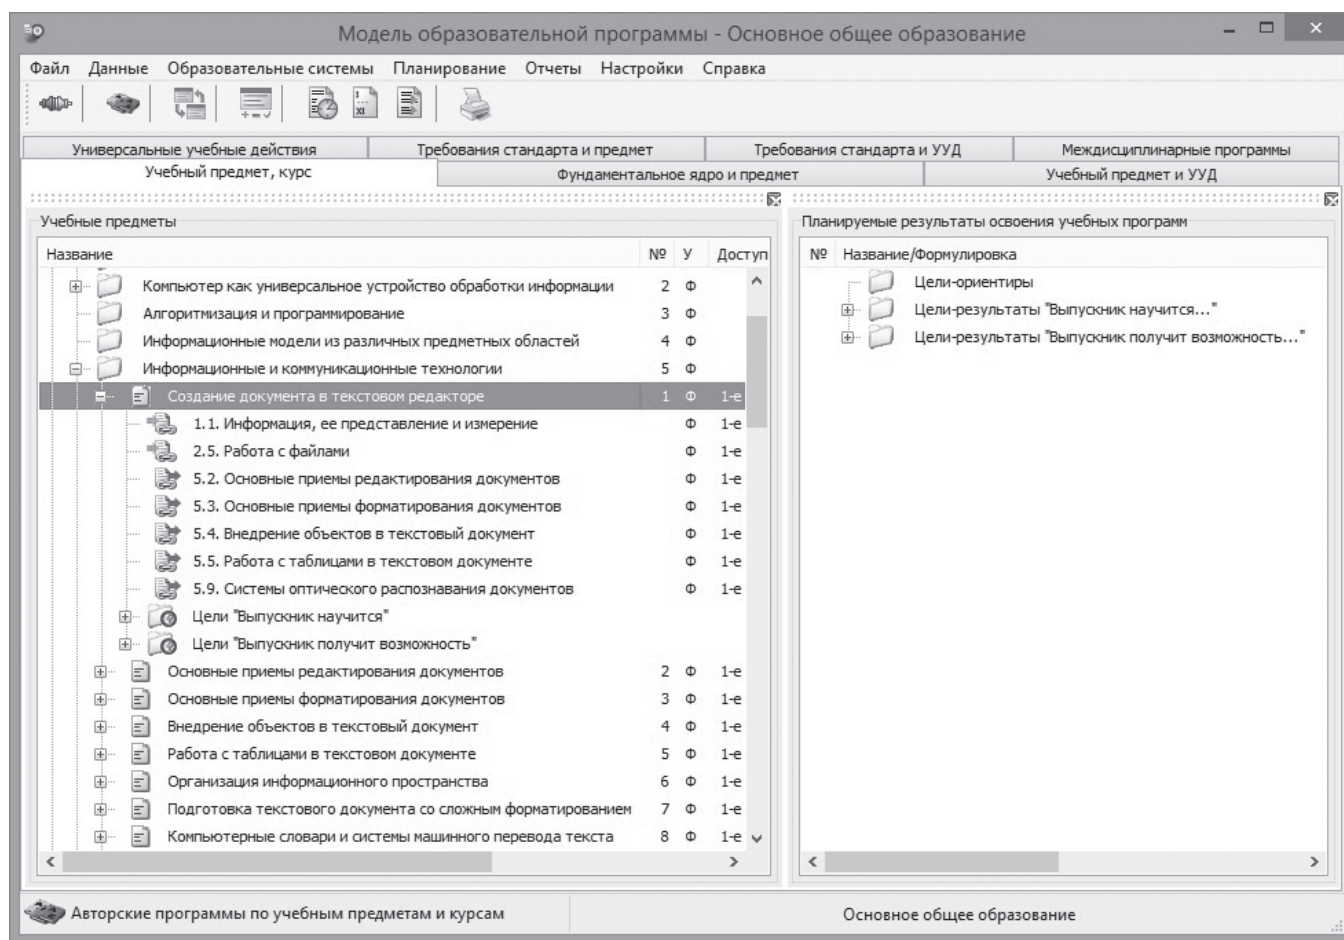 Модель образовательной программы - Основное общее образование
Файл Данные Образовательные системы Планирование Отчеты Настройки Справка
Универсальные учебные действия Требования стандарта и предмет Требования стандарта и УУД Междисциплинарные программы
Учебный предмет, курс Фундаментальное ядро и предмет Учебный предмет и УУД
Учебные предметы
Название № У Доступ
Компьютер как универсальное устройство обработки информации 2 Ф
Алгоритмизация и программирование 3 Ф
Информационные модели из различных предметных областей 4 Ф
Информационные и коммуникационные технологии 5 Ф
Создание документа в текстовом редакторе 1 Ф 1-е
1.1. Информация, ее представление и измерение Ф 1-е
2.5. Работа с файлами Ф 1-е
5.2. Основные приемы редактирования документов Ф 1-е
5.3. Основные приемы форматирования документов Ф 1-е
5.4. Внедрение объектов в текстовый документ Ф 1-е
5.5. Работа с таблицами в текстовом документе Ф 1-е
5.9. Системы оптического распознавания документов Ф 1-е
Цели "Выпускник научится"
Цели "Выпускник получит возможность"
Основные приемы редактирования документов 2 Ф 1-е
Основные приемы форматирования документов 3 Ф 1-е
Внедрение объектов в текстовый документ 4 Ф 1-е
Работа с таблицами в текстовом документе 5 Ф 1-е
Организация информационного пространства 6 Ф 1-е
Подготовка текстового документа со сложным форматированием 7 Ф 1-е
Компьютерные словари и системы машинного перевода текста 8 Ф 1-е
Планируемые результаты освоения учебных программ
№ Название/Формулировка
Цели-ориентиры
Цели-результаты "Выпускник научится..."
Цели-результаты "Выпускник получит возможность..."
Авторские программы по учебным предметам и курсам Основное общее образование